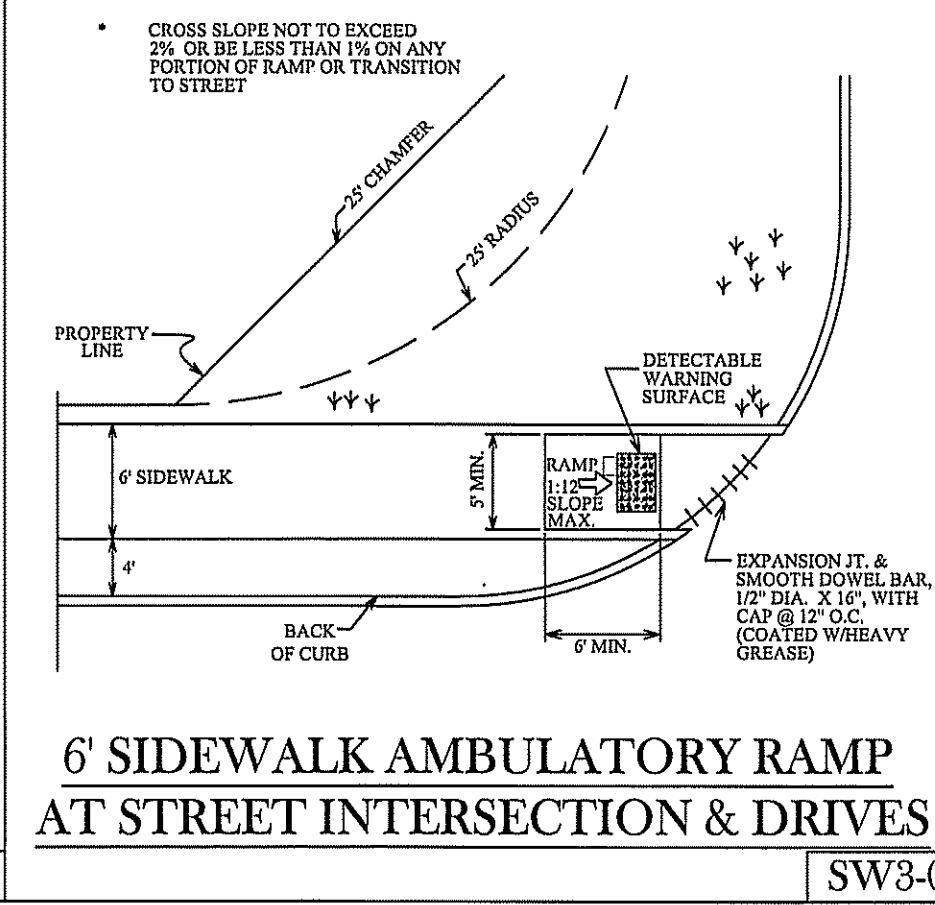 * CROSS SLOPE NOT TO EXCEED
2% OR BE LESS THAN 1% ON ANY
PORTION OF RAMP OR TRANSITION
TO STREET
25' CHAMFER
25' RADIUS
PROPERTY
LINE
DETECTABLE
WARNING
SURFACE
6' SIDEWALK
5' MIN.
RAMP
1:12
SLOPE
MAX.
4'
EXPANSION JT. &
SMOOTH DOWEL BAR,
1/2" DIA. X 16", WITH
CAP @ 12" O.C.
(COATED W/HEAVY
GREASE)
BACK
OF CURB
6' MIN.
6' SIDEWALK AMBULATORY RAMP
AT STREET INTERSECTION & DRIVES